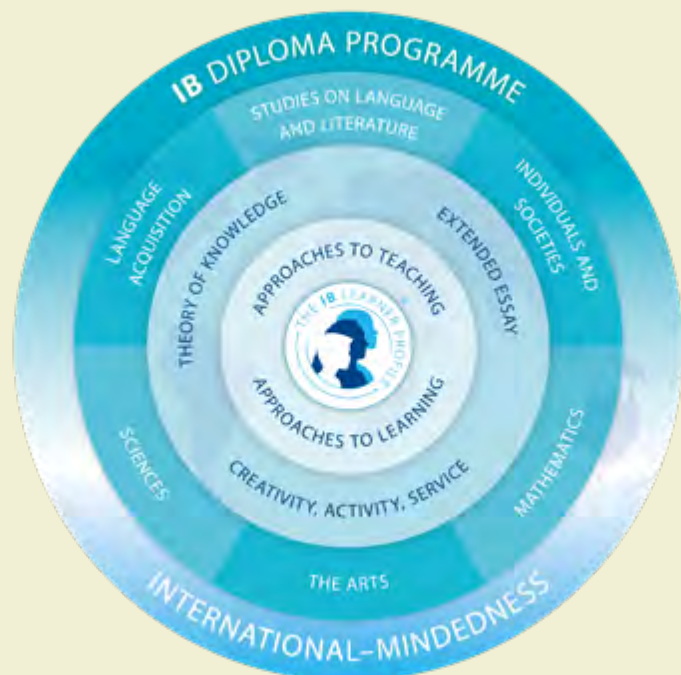 IB DIPLOMA PROGRAMME
STUDIES ON LANGUAGE
AND LITERATURE
LANGUAGE
ACQUISITION
INDIVIDUALS AND
SOCIETIES
THEORY OF KNOWLEDGE
EXTENDED ESSAY
APPROACHES TO TEACHING
THE IB LEARNER PROFILE
APPROACHES TO LEARNING
CREATIVITY, ACTIVITY, SERVICE
SCIENCES
MATHEMATICS
THE ARTS
INTERNATIONAL–MINDEDNESS